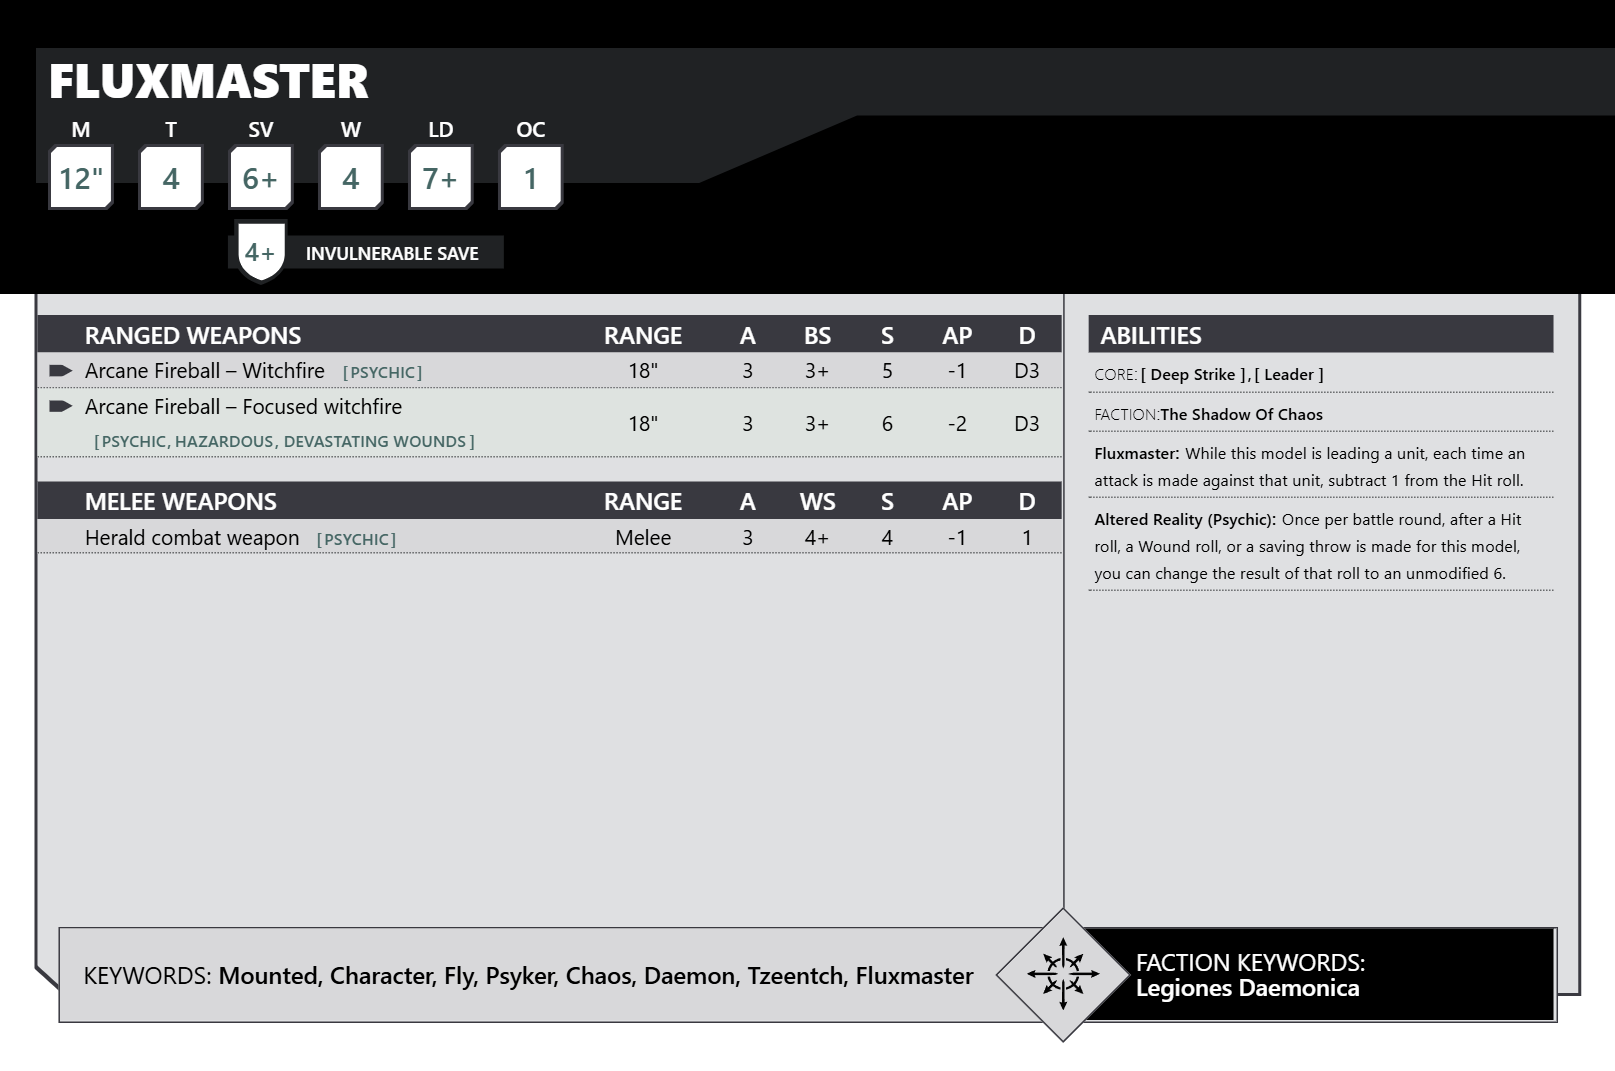 FLUXMASTER
M T SV W LD OC
12" 4 6+ 4 7+ 1
4+ INVULNERABLE SAVE
RANGED WEAPONS RANGE A BS S AP D
Arcane Fireball – Witchfire [PSYCHIC] 18" 3 3+ 5 -1 D3
Arcane Fireball – Focused witchfire
[PSYCHIC, HAZARDOUS, DEVASTATING WOUNDS] 18" 3 3+ 6 -2 D3
MELEE WEAPONS RANGE A WS S AP D
Herald combat weapon [PSYCHIC] Melee 3 4+ 4 -1 1
ABILITIES
CORE: [ Deep Strike ] , [ Leader ]
FACTION:The Shadow Of Chaos
Fluxmaster: While this model is leading a unit, each time an
attack is made against that unit, subtract 1 from the Hit roll.
Altered Reality (Psychic): Once per battle round, after a Hit
roll, a Wound roll, or a saving throw is made for this model,
you can change the result of that roll to an unmodified 6.
KEYWORDS: Mounted, Character, Fly, Psyker, Chaos, Daemon, Tzeentch, Fluxmaster
FACTION KEYWORDS:
Legiones Daemonica